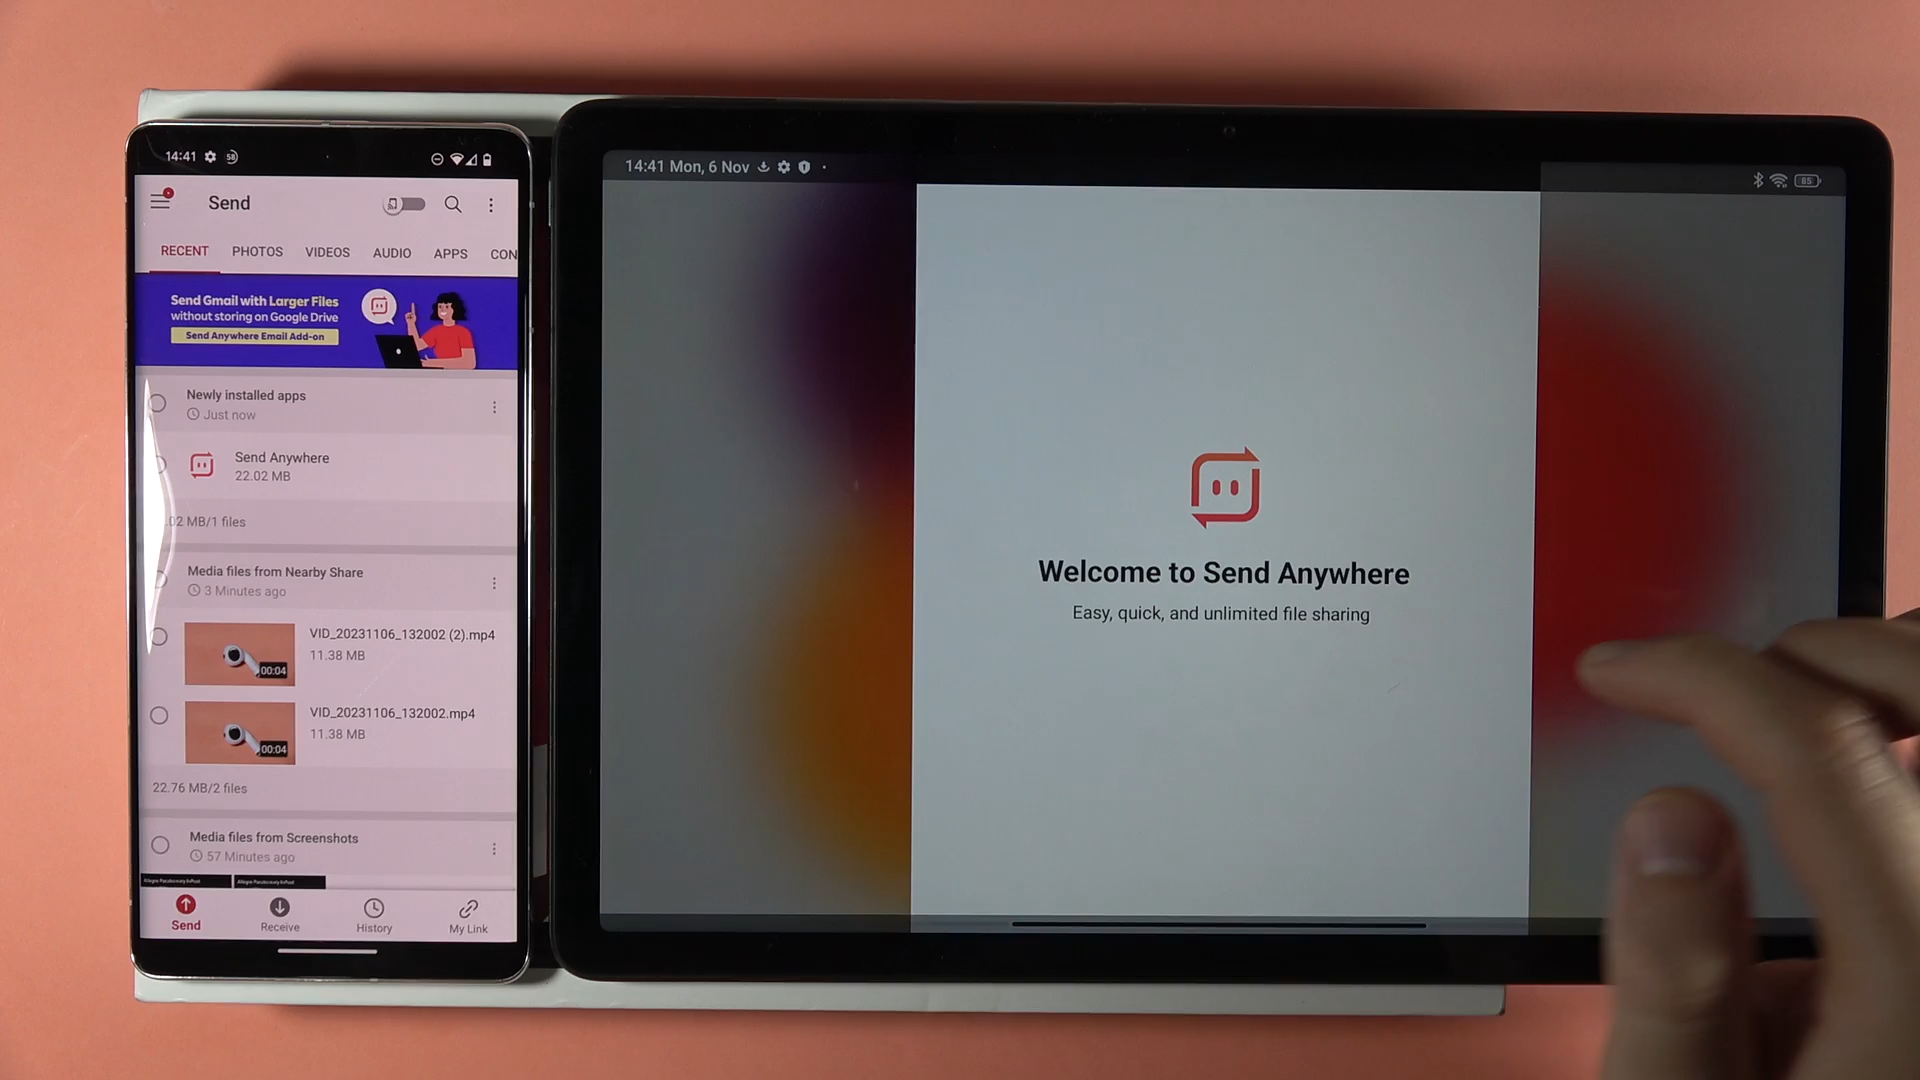 14:41
58
Send
RECENT PHOTOS VIDEOS AUDIO APPS CON
Send Gmail with Larger Files
without storing on Google Drive
Send Anywhere Email Add-on
Newly installed apps
Just now
Send Anywhere
22.02 MB
.02 MB/1 files
Media files from Nearby Share
3 Minutes ago
VID_20231106_132002 (2).mp4
11.38 MB
00:04
VID_20231106_132002.mp4
11.38 MB
00:04
22.76 MB/2 files
Media files from Screenshots
57 Minutes ago
Send
Receive
History
My Link
14:41 Mon, 6 Nov
85
Welcome to Send Anywhere
Easy, quick, and unlimited file sharing